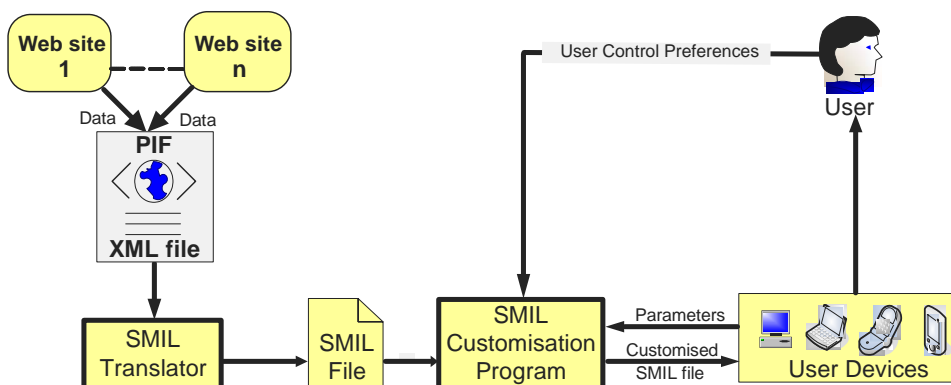 Web site
1
Web site
n
User Control Preferences
User
Data
Data
PIF
XML file
SMIL
Translator
SMIL
File
SMIL
Customisation
Program
Parameters
Customised
SMIL file
User Devices